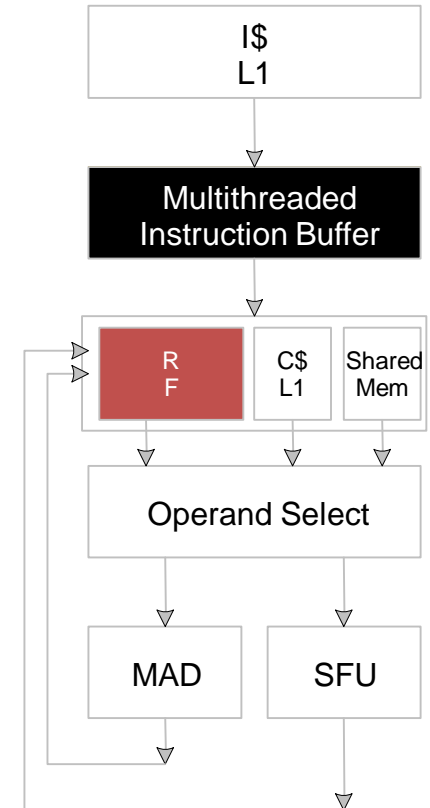 I$
L1
Multithreaded
Instruction Buffer
R
F
C$
L1
Shared
Mem
Operand Select
MAD
SFU